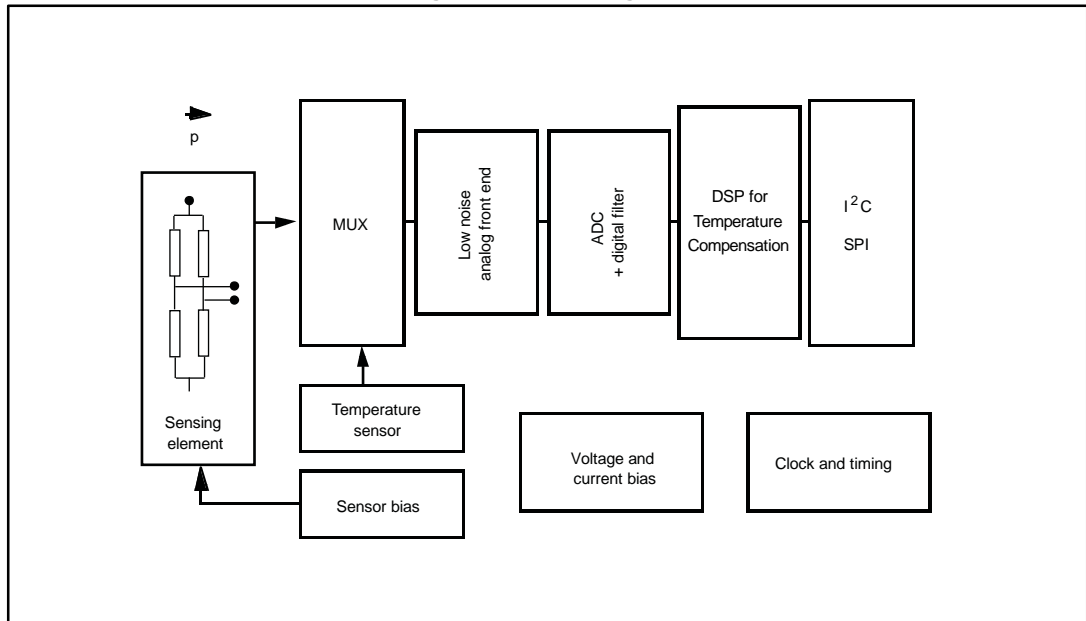 p
MUX
Low noise
analog front end
ADC
+ digital filter
DSP for
Temperature
Compensation
I²C
SPI
Sensing
element
Temperature
sensor
Sensor bias
Voltage and
current bias
Clock and timing